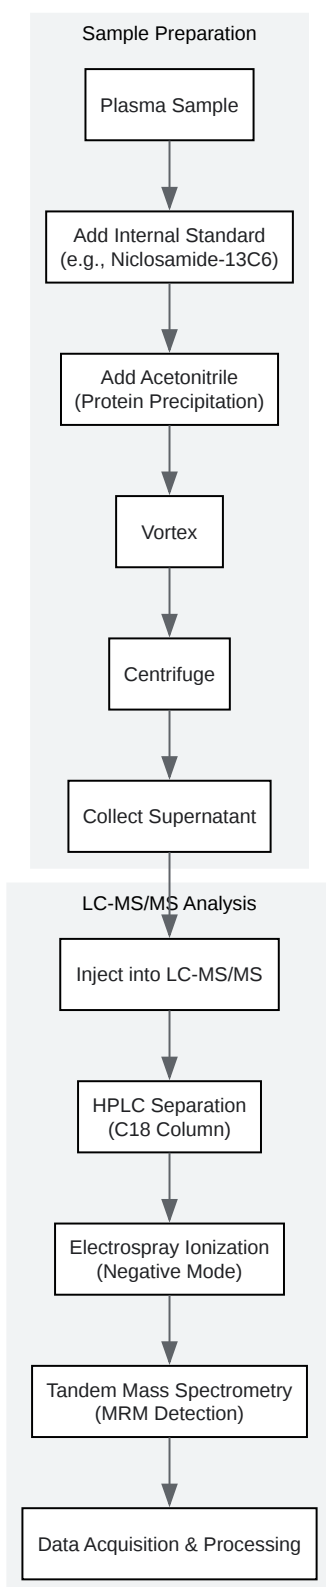 Sample Preparation
Plasma Sample
Add Internal Standard
(e.g., Niclosamide-13C6)
Add Acetonitrile
(Protein Precipitation)
Vortex
Centrifuge
Collect Supernatant
LC-MS/MS Analysis
Inject into LC-MS/MS
HPLC Separation
(C18 Column)
Electrospray Ionization
(Negative Mode)
Tandem Mass Spectrometry
(MRM Detection)
Data Acquisition & Processing